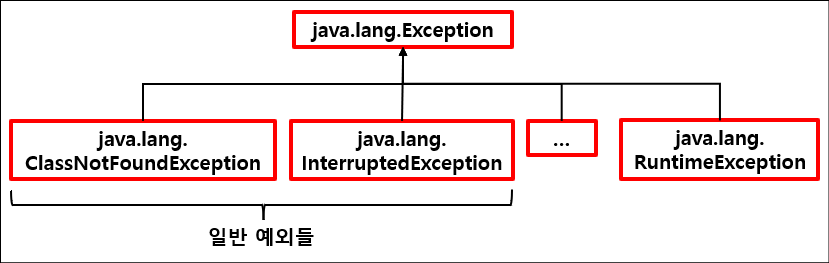 java.lang.Exception
java.lang.
ClassNotFoundException
java.lang.
InterruptedException
...
java.lang.
RuntimeException
일반 예외들